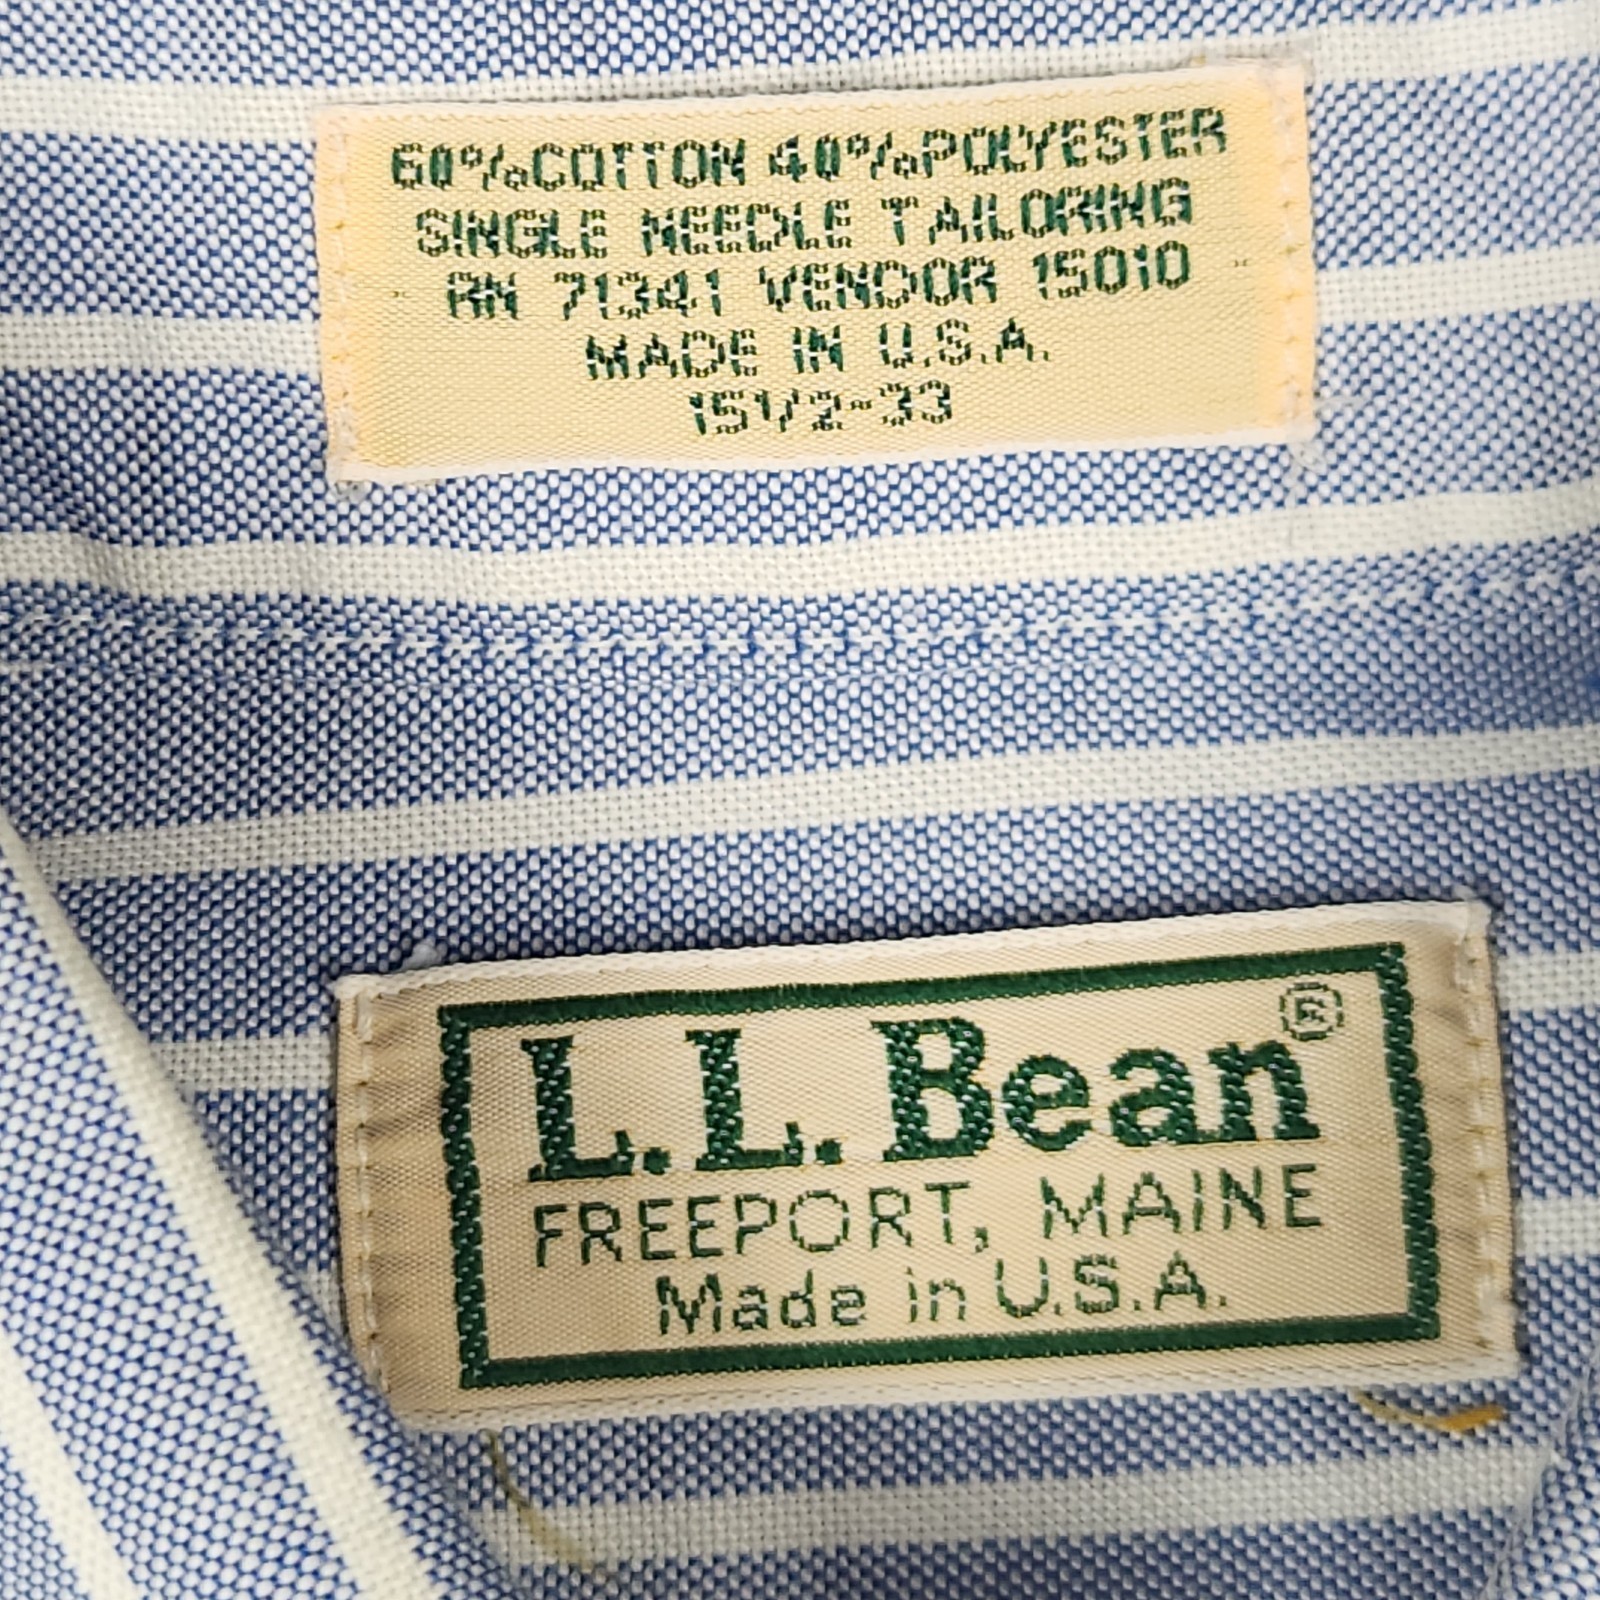 60% COTTON 40% POLYESTER
SINGLE NEEDLE TAILORING
RN 71341 VENDOR 15010
MADE IN U.S.A.
15 1/2-33
L.L.Bean®
FREEPORT, MAINE
Made in U.S.A.